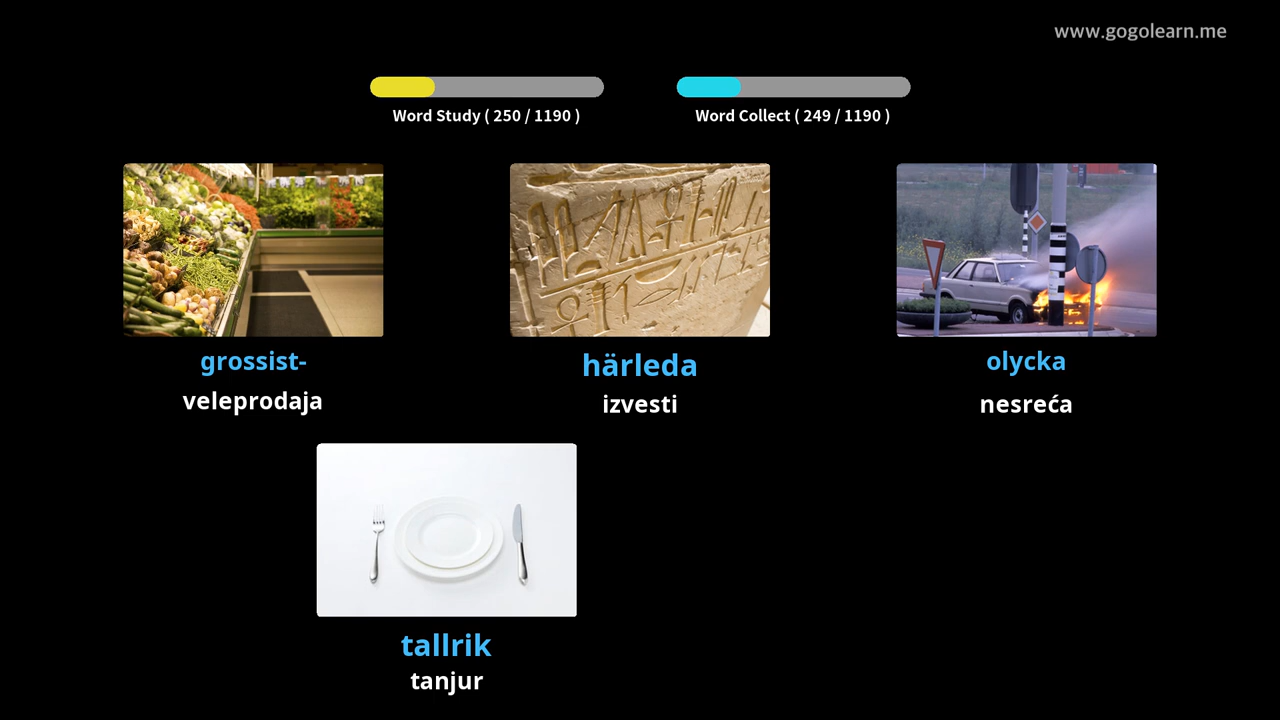 www.gogolearn.me
Word Study ( 250 / 1190 )
Word Collect ( 249 / 1190 )
grossist-
veleprodaja
härleda
izvesti
olycka
nesreća
tallrik
tanjur